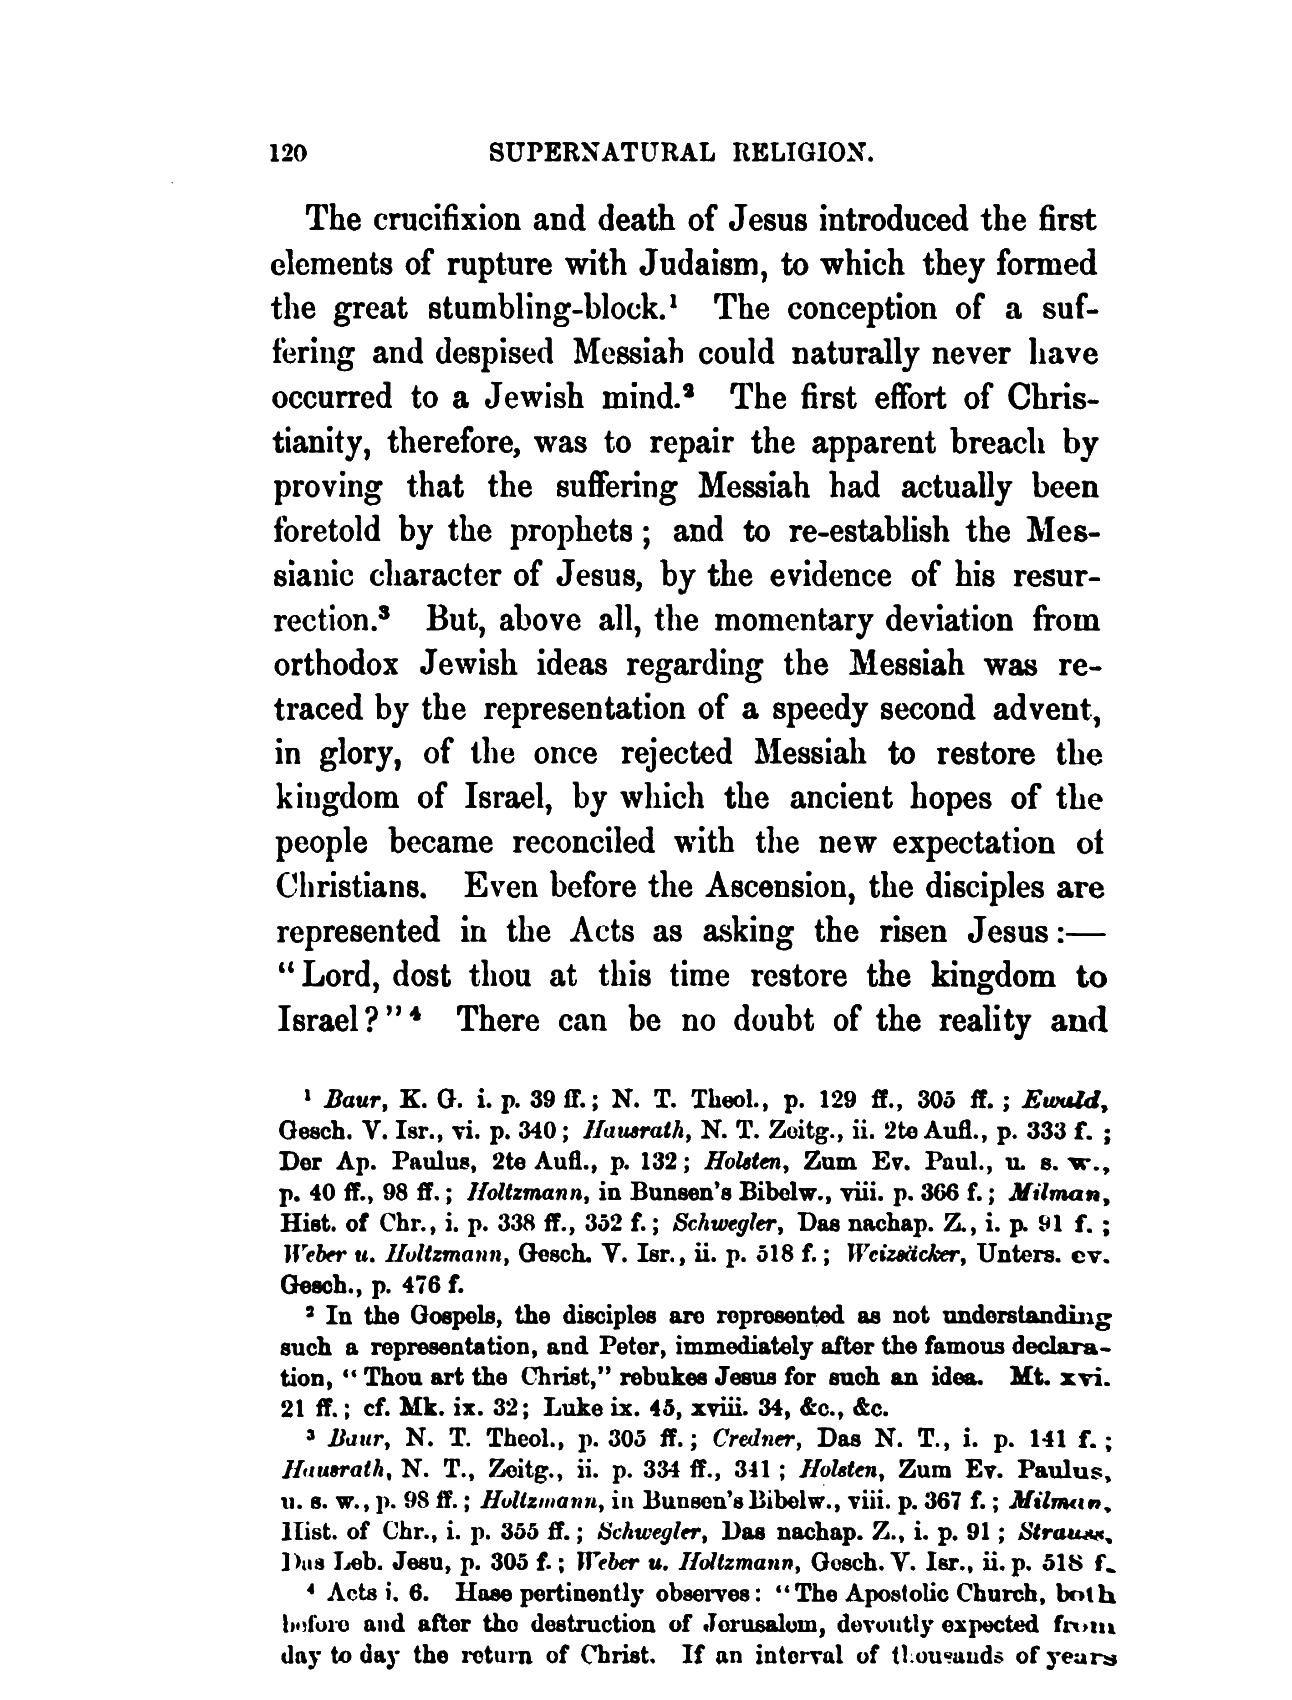 120 SUPERNATURAL RELIGION.
The crucifixion and death of Jesus introduced the first
elements of rupture with Judaism, to which they formed
the great stumbling-block.¹ The conception of a suf-
fering and despised Messiah could naturally never have
occurred to a Jewish mind.² The first effort of Chris-
tianity, therefore, was to repair the apparent breach by
proving that the suffering Messiah had actually been
foretold by the prophets; and to re-establish the Mes-
sianic character of Jesus, by the evidence of his resur-
rection.³ But, above all, the momentary deviation from
orthodox Jewish ideas regarding the Messiah was re-
traced by the representation of a speedy second advent,
in glory, of the once rejected Messiah to restore the
kingdom of Israel, by which the ancient hopes of the
people became reconciled with the new expectation of
Christians. Even before the Ascension, the disciples are
represented in the Acts as asking the risen Jesus:—
"Lord, dost thou at this time restore the kingdom to
Israel?"⁴ There can be no doubt of the reality and
¹ Baur, K. G. i. p. 39 ff.; N. T. Theol., p. 129 ff., 305 ff.; Ewald,
Gesch. V. Isr., vi. p. 340; Hausrath, N. T. Zeitg., ii. 2te Aufl., p. 333 f.;
Der Ap. Paulus, 2te Aufl., p. 132; Holsten, Zum Ev. Paul., u. s. w.,
p. 40 ff., 98 ff.; Holtzmann, in Bunsen's Bibelw., viii. p. 366 f.; Milman,
Hist. of Chr., i. p. 338 ff., 352 f.; Schwegler, Das nachap. Z., i. p. 91 f.;
Weber u. Holtzmann, Gesch. V. Isr., ii. p. 518 f.; Weizsäcker, Unters. ev.
Gesch., p. 476 f.
² In the Gospels, the disciples are represented as not understanding
such a representation, and Peter, immediately after the famous declara-
tion, "Thou art the Christ," rebukes Jesus for such an idea. Mt. xvi.
21 ff.; cf. Mk. ix. 32; Luke ix. 45, xviii. 34, &c., &c.
³ Baur, N. T. Theol., p. 305 ff.; Credner, Das N. T., i. p. 141 f.;
Hausrath, N. T., Zeitg., ii. p. 334 ff., 341; Holsten, Zum Ev. Paulus,
u. s. w., p. 98 ff.; Holtzmann, in Bunsen's Bibelw., viii. p. 367 f.; Milman,
Hist. of Chr., i. p. 355 ff.; Schwegler, Das nachap. Z., i. p. 91; Strauss,
Das Leb. Jesu, p. 305 f.; Weber u. Holtzmann, Gesch. V. Isr., ii. p. 518 f.
⁴ Acts i. 6. Hase pertinently observes: "The Apostolic Church, both
before and after the destruction of Jerusalem, devoutly expected from
day to day the return of Christ. If an interval of thousands of years